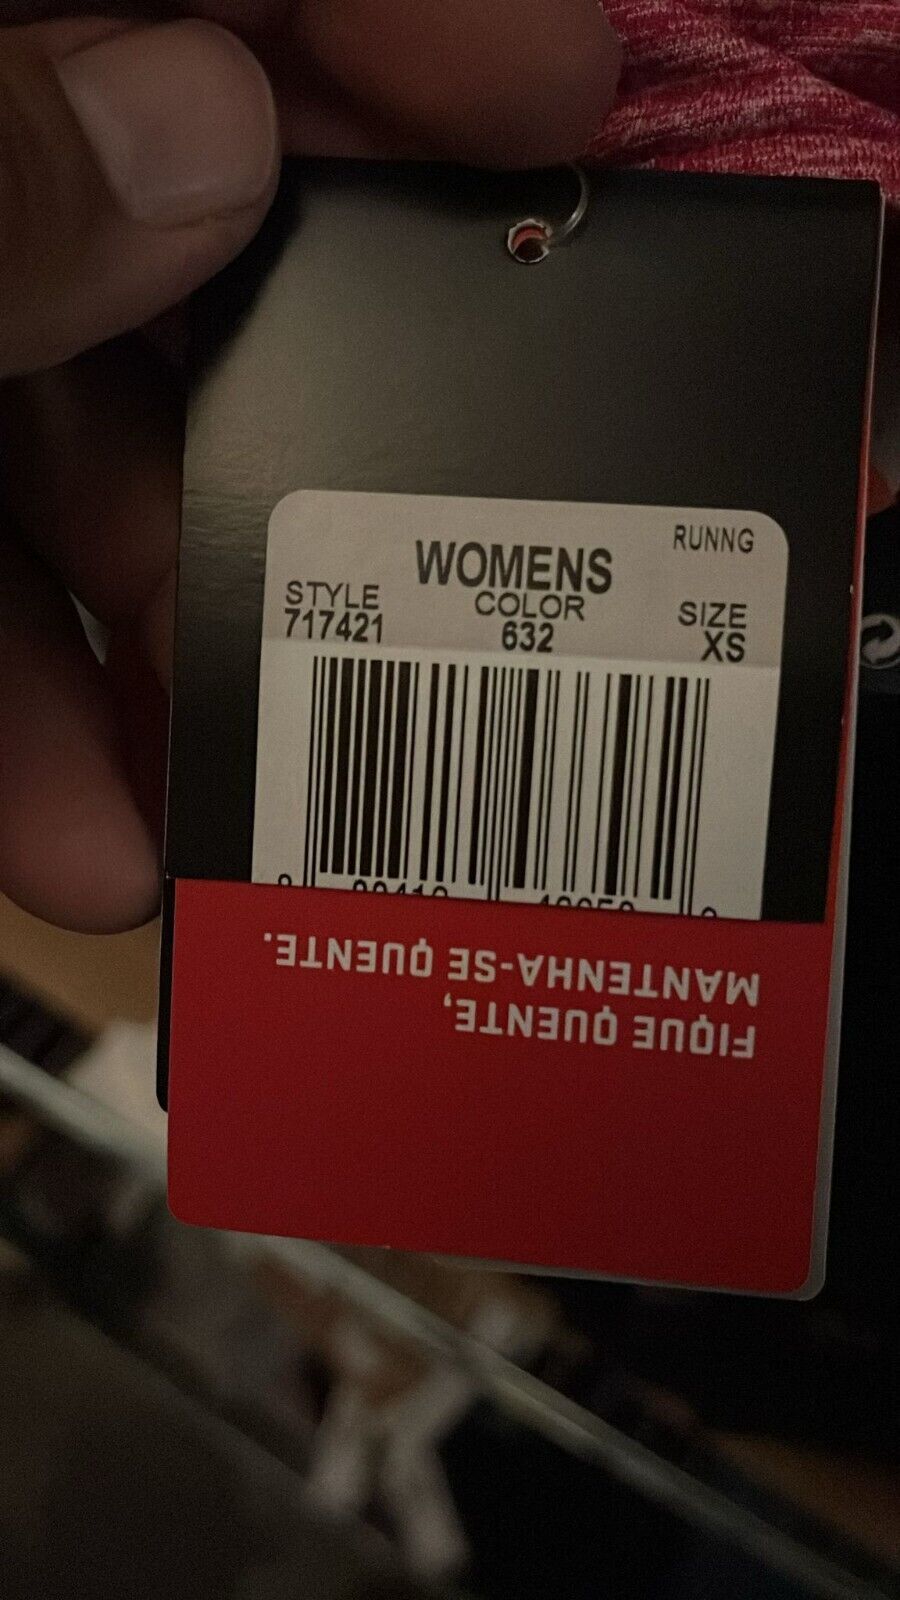 RUNNG
WOMENS
STYLE COLOR SIZE
717421 632 XS
FIQUE QUENTE,
MANTENHA-SE QUENTE.